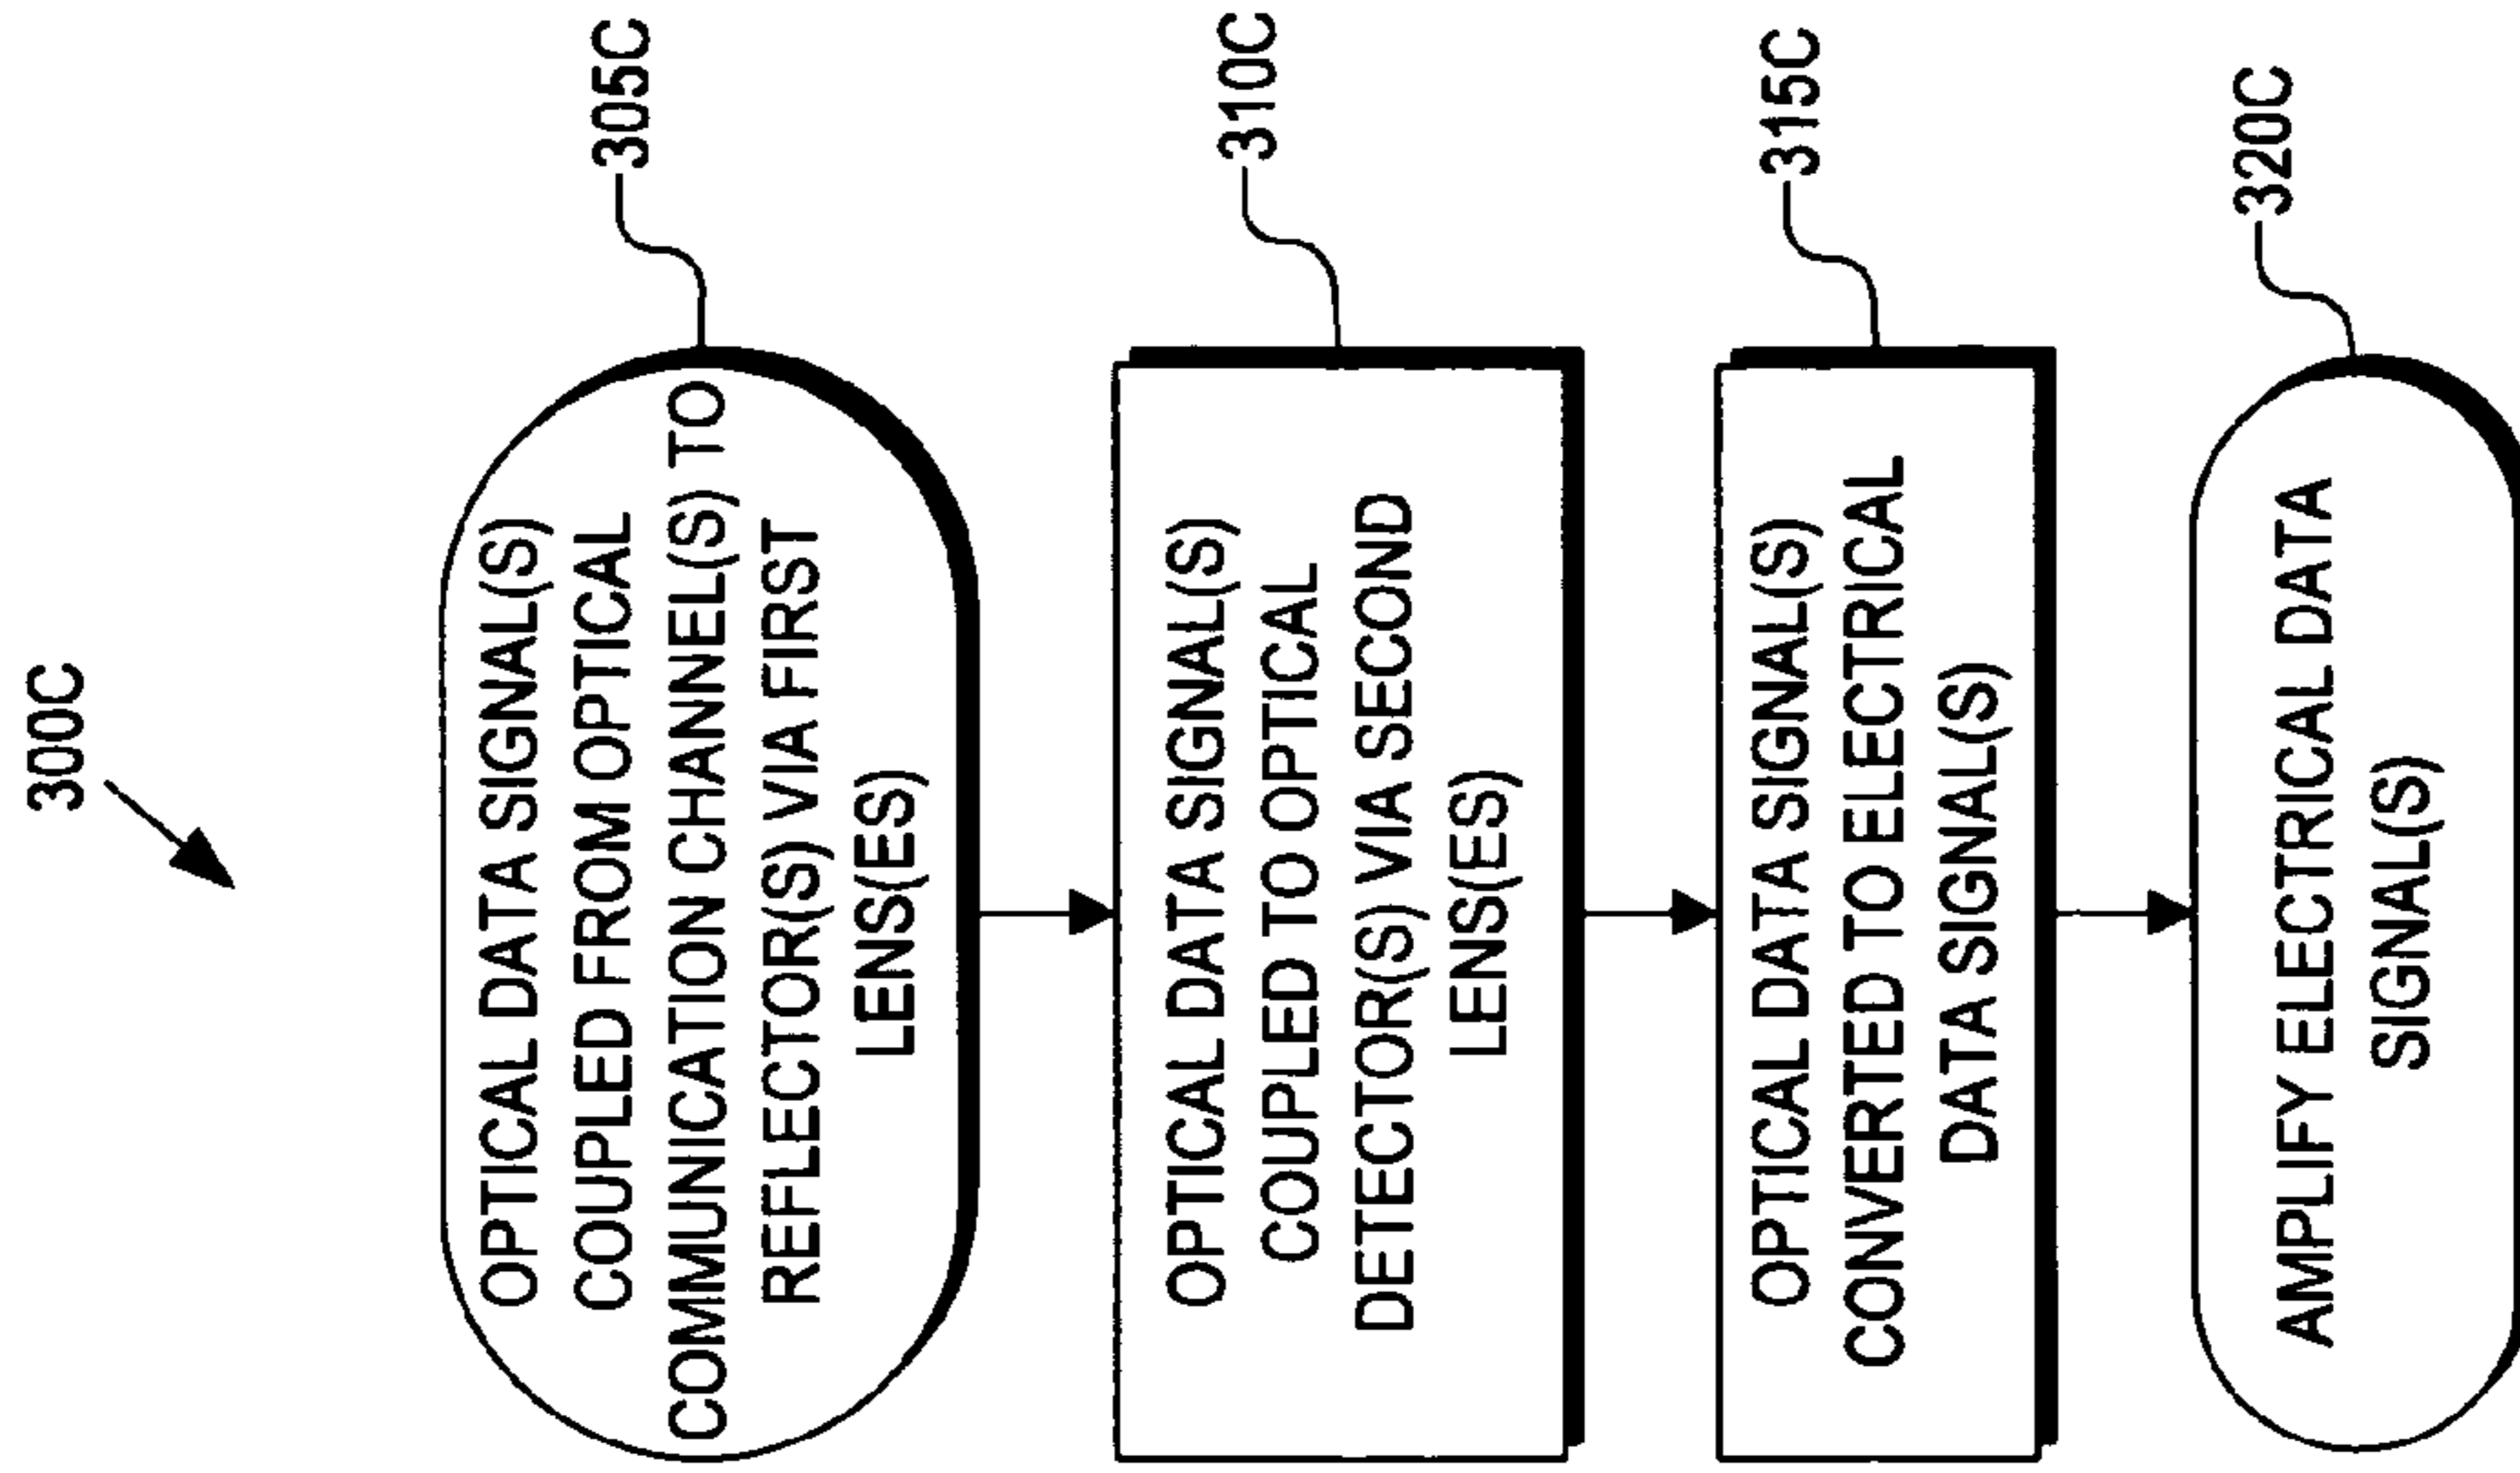 300C
OPTICAL DATA SIGNAL(S)
COUPLED FROM OPTICAL
COMMUNICATION CHANNEL(S) TO
REFLECTOR(S) VIA FIRST
LENS(ES)
305C
OPTICAL DATA SIGNAL(S)
COUPLED TO OPTICAL
DETECTOR(S) VIA SECOND
LENS(ES)
310C
OPTICAL DATA SIGNAL(S)
CONVERTED TO ELECTRICAL
DATA SIGNAL(S)
315C
AMPLIFY ELECTRICAL DATA
SIGNAL(S)
320C